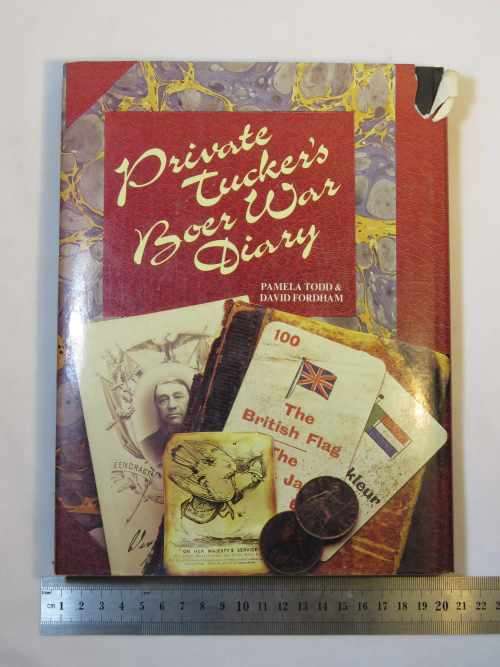 Private
Tucker's
Boer War
Diary
PAMELA TODD &
DAVID FORDHAM
100
The
British Flag
The
Ja
kleur
EENDRACT
ON HER MAJESTY'S SERVICE
cm 1 2 3 4 5 6 7 8 9 10 11 12 13 14 15 16 17 18 19 20 21 22